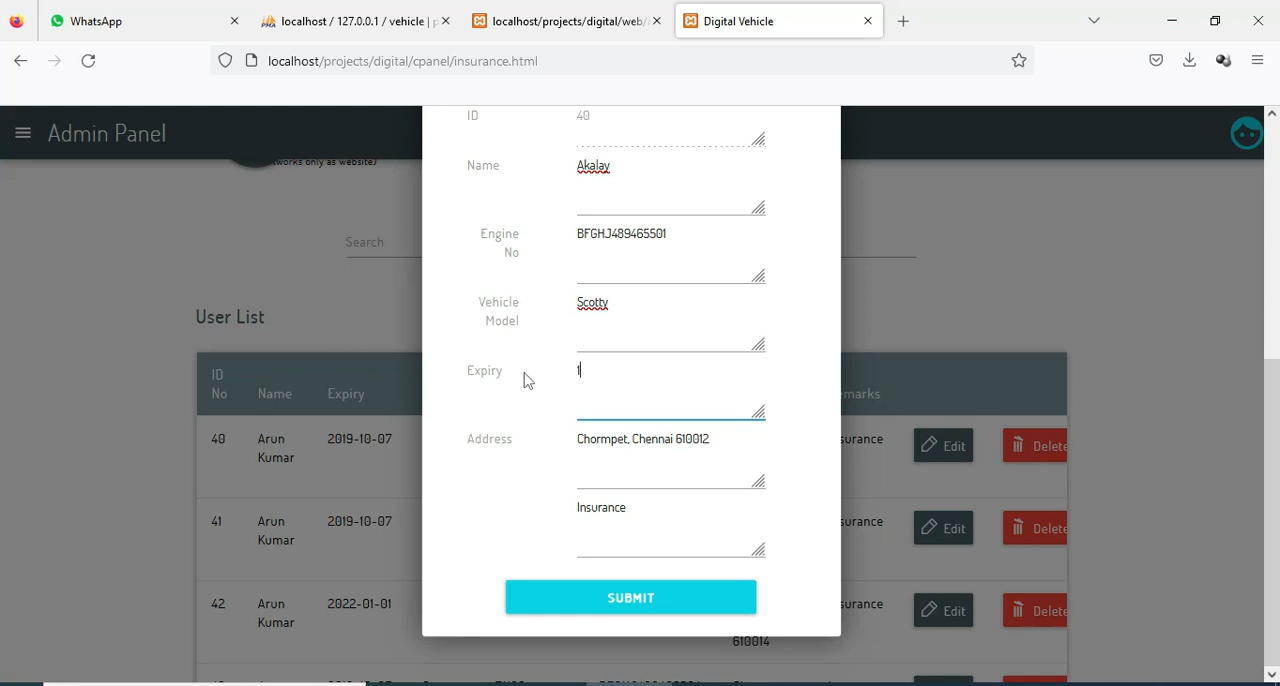 WhatsApp
localhost / 127.0.0.1 / vehicle | p
localhost/projects/digital/web/
Digital Vehicle
localhost/projects/digital/cpanel/insurance.html
Admin Panel
(works only as website)
Search
User List
ID 40
Name Akalay
Engine No BFGHJ489465501
Vehicle Model Scotty
Expiry 1
Address Chormpet, Chennai 610012
Insurance
SUBMIT
ID No Name Expiry emarks
40 Arun Kumar 2019-10-07 surance Edit Delete
41 Arun Kumar 2019-10-07 surance Edit Delete
42 Arun Kumar 2022-01-01 surance Edit Delete
610014